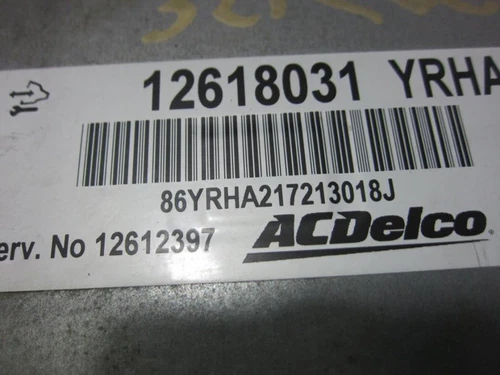 12618031 YRHA
86YRHA217213018J
erv. No 12612397 ACDelco